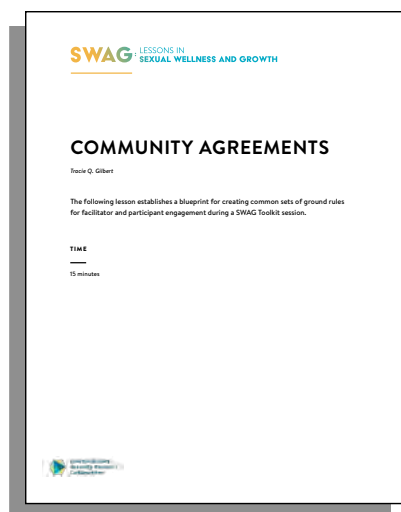 SWAG: LESSONS IN
SEXUAL WELLNESS AND GROWTH
COMMUNITY AGREEMENTS
Tracie Q. Gilbert
The following lesson establishes a blueprint for creating common sets of ground rules
for facilitator and participant engagement during a SWAG Toolkit session.
TIME
15 minutes